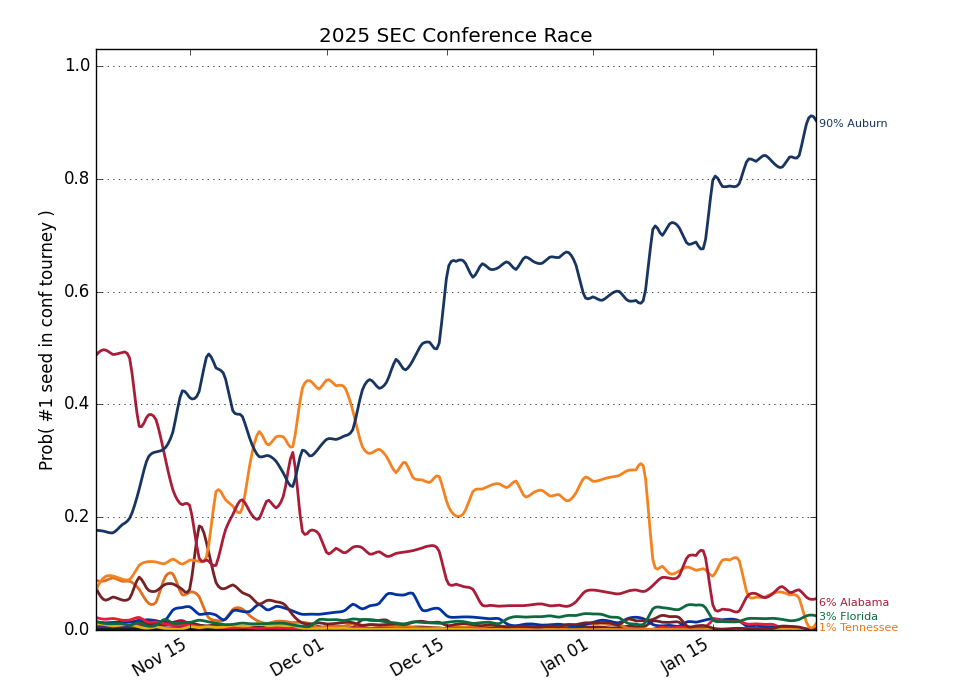 2025 SEC Conference Race
Prob( #1 seed in conf tourney )
1.0
0.8
0.6
0.4
0.2
0.0
90% Auburn
6% Alabama
3% Florida
1% Tennessee
Nov 15
Dec 01
Dec 15
Jan 01
Jan 15